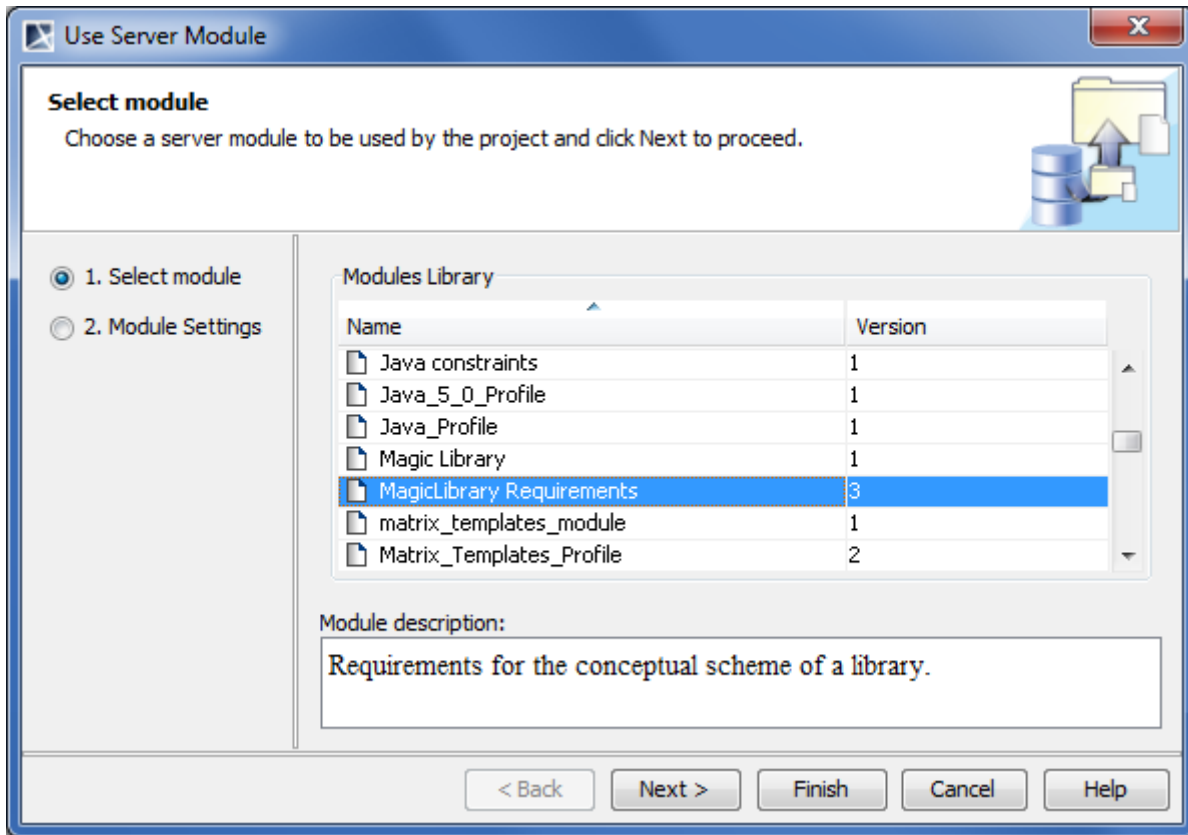 Use Server Module
X
Select module
Choose a server module to be used by the project and click Next to proceed.
1. Select module
2. Module Settings
Modules Library
Name Version
Java constraints 1
Java_5_0_Profile 1
Java_Profile 1
Magic Library 1
MagicLibrary Requirements 3
matrix_templates_module 1
Matrix_Templates_Profile 2
Module description:
Requirements for the conceptual scheme of a library.
< Back Next > Finish Cancel Help